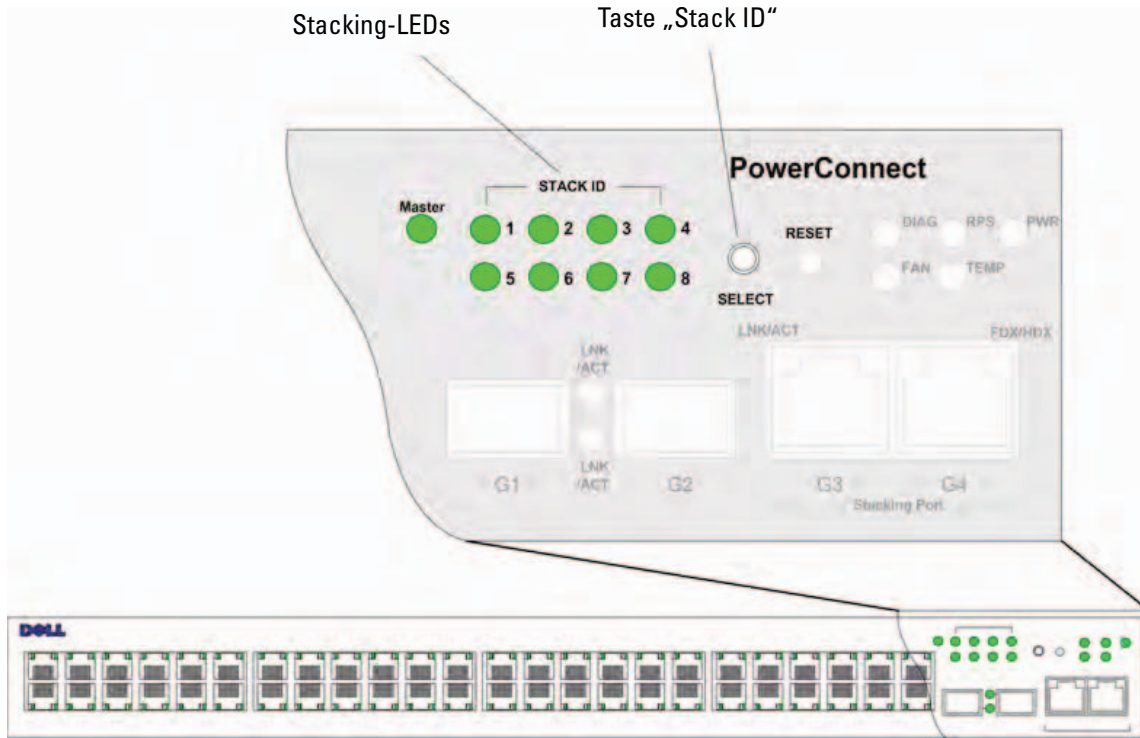 Stacking-LEDs
Taste „Stack ID“
PowerConnect
STACK ID
Master
1 2 3 4
RESET
DIAG RPS PWR
5 6 7 8
FAN TEMP
SELECT
LNK/ACT
FDX/HDX
LNK
/ACT
LNK
/ACT
G1
G2
G3
G4
Stacking Port
DELL